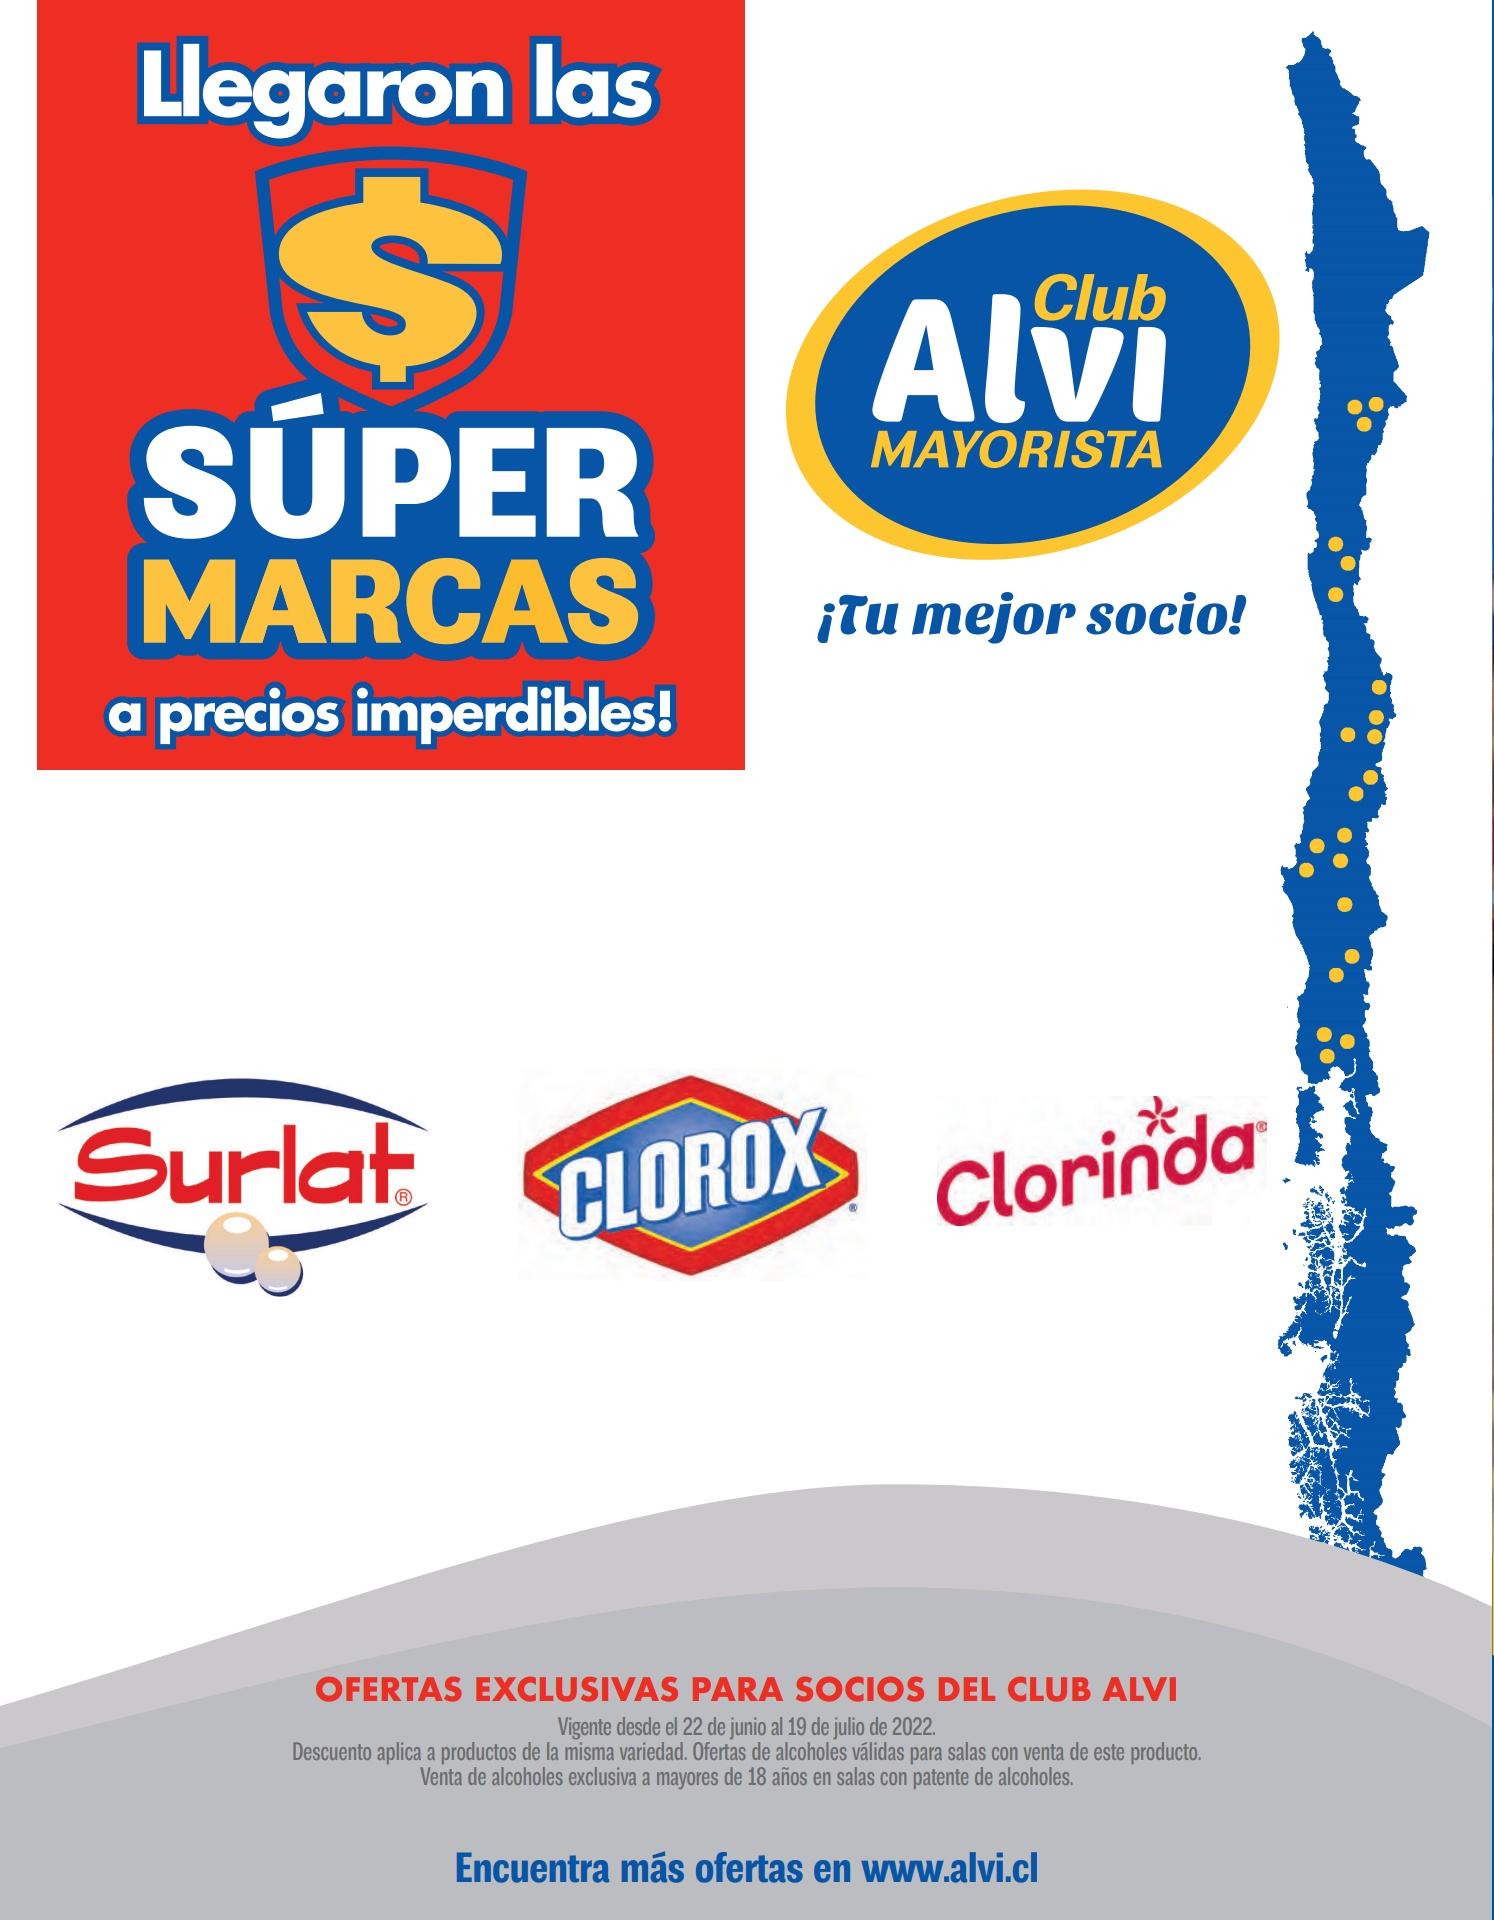 Llegaron las
$
SÚPER
MARCAS
a precios imperdibles!
Club
Alvi
MAYORISTA
¡Tu mejor socio!
Surlat®
CLOROX®
Clorinda®
OFERTAS EXCLUSIVAS PARA SOCIOS DEL CLUB ALVI
Vigente desde el 22 de junio al 19 de julio de 2022.
Descuento aplica a productos de la misma variedad. Ofertas de alcoholes válidas para salas con venta de este producto.
Venta de alcoholes exclusiva a mayores de 18 años en salas con patente de alcoholes.
Encuentra más ofertas en www.alvi.cl